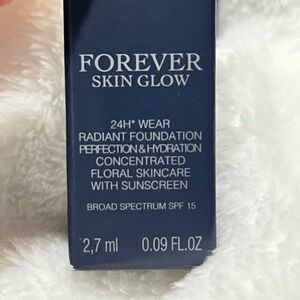 FOREVER
SKIN GLOW
24H* WEAR
RADIANT FOUNDATION
PERFECTION & HYDRATION
CONCENTRATED
FLORAL SKINCARE
WITH SUNSCREEN
BROAD SPECTRUM SPF 15
2,7 ml 0.09 FL.OZ